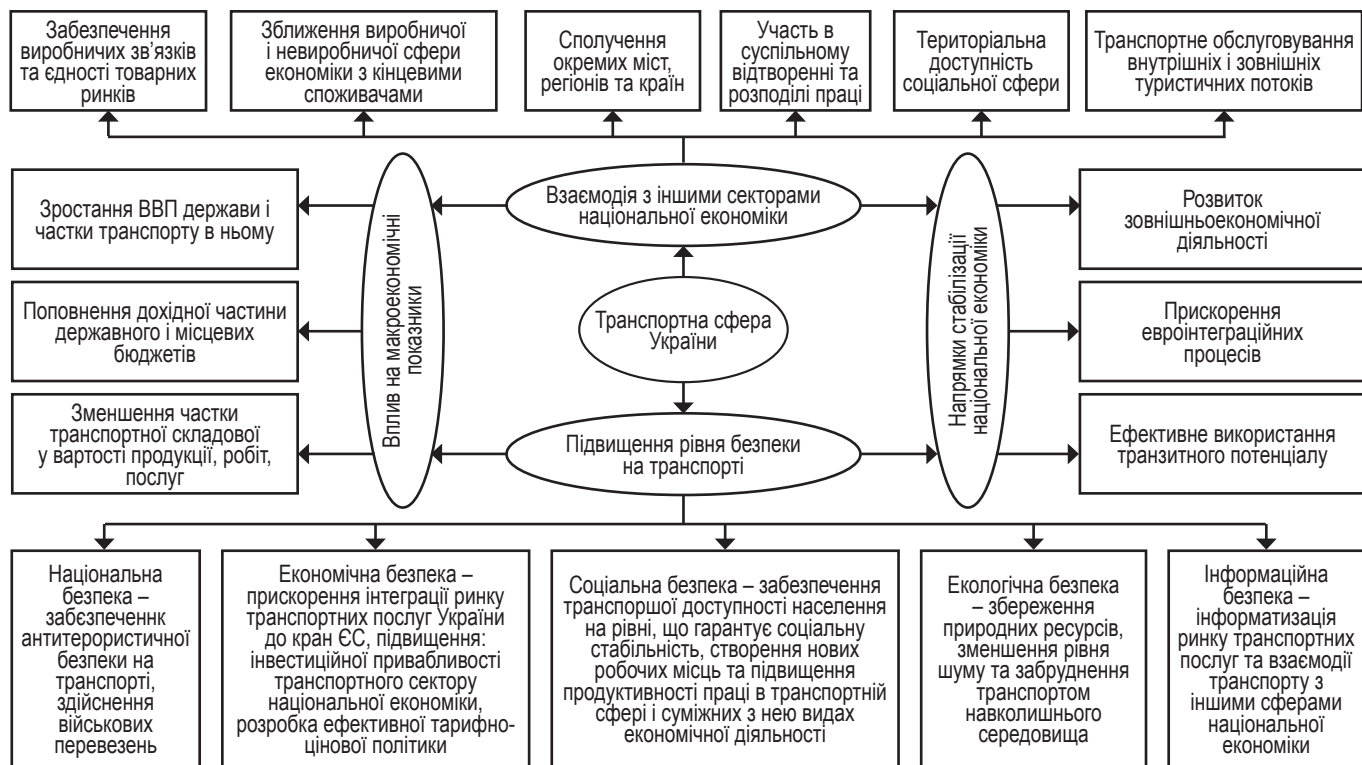 Забезпечення
виробничих зв’язків
та єдності товарних
ринків
Зближення виробничої
і невиробничої сфери
економіки з кінцевими
споживачами
Сполучення
окремих міст,
регіонів та країн
Участь в
суспільному
відтворенні та
розподілі праці
Територіальна
доступність
соціальної сфери
Транспортне обслуговування
внутрішніх і зовнішніх
туристичних потоків
Взаємодія з іншими секторами
національної економіки
Зростання ВВП держави і
частки транспорту в ньому
Поповнення дохідної частини
державного і місцевих
бюджетів
Зменшення частки
транспортної складової
у вартості продукції, робіт,
послуг
Вплив на макроекономічні
показники
Транспортна сфера
України
Підвищення рівня безпеки
на транспорті
Напрямки стабілізації
національної економіки
Розвиток
зовнішньоекономічної
діяльності
Прискорення
евроінтеграційних
процесів
Ефективне використання
транзитного потенціалу
Національна
безпека –
забєзпеченнк
антитерористичної
безпеки на
транспорті,
здійснення
військових
перевезень
Економічна безпека –
прискорення інтеграції ринку
транспортних послуг України
до кран ЄС, підвищення:
інвестиційної привабливості
транспортного сектору
національної економіки,
розробка ефективної тарифно-
цінової політики
Соціальна безпека – забезпечення
транспоршої доступності населення
на рівні, що гарантує соціальну
стабільність, створення нових
робочих місць та підвищення
продуктивності праці в транспортній
сфері і суміжних з нею видах
економічної діяльності
Екологічна безпека
– збереження
природних ресурсів,
зменшення рівня
шуму та забруднення
транспортом
навколишнього
середовища
Інформаційна
безпека –
інформатизація
ринку транспортних
послуг та взаємодії
транспорту з
іншими сферами
національної
економіки